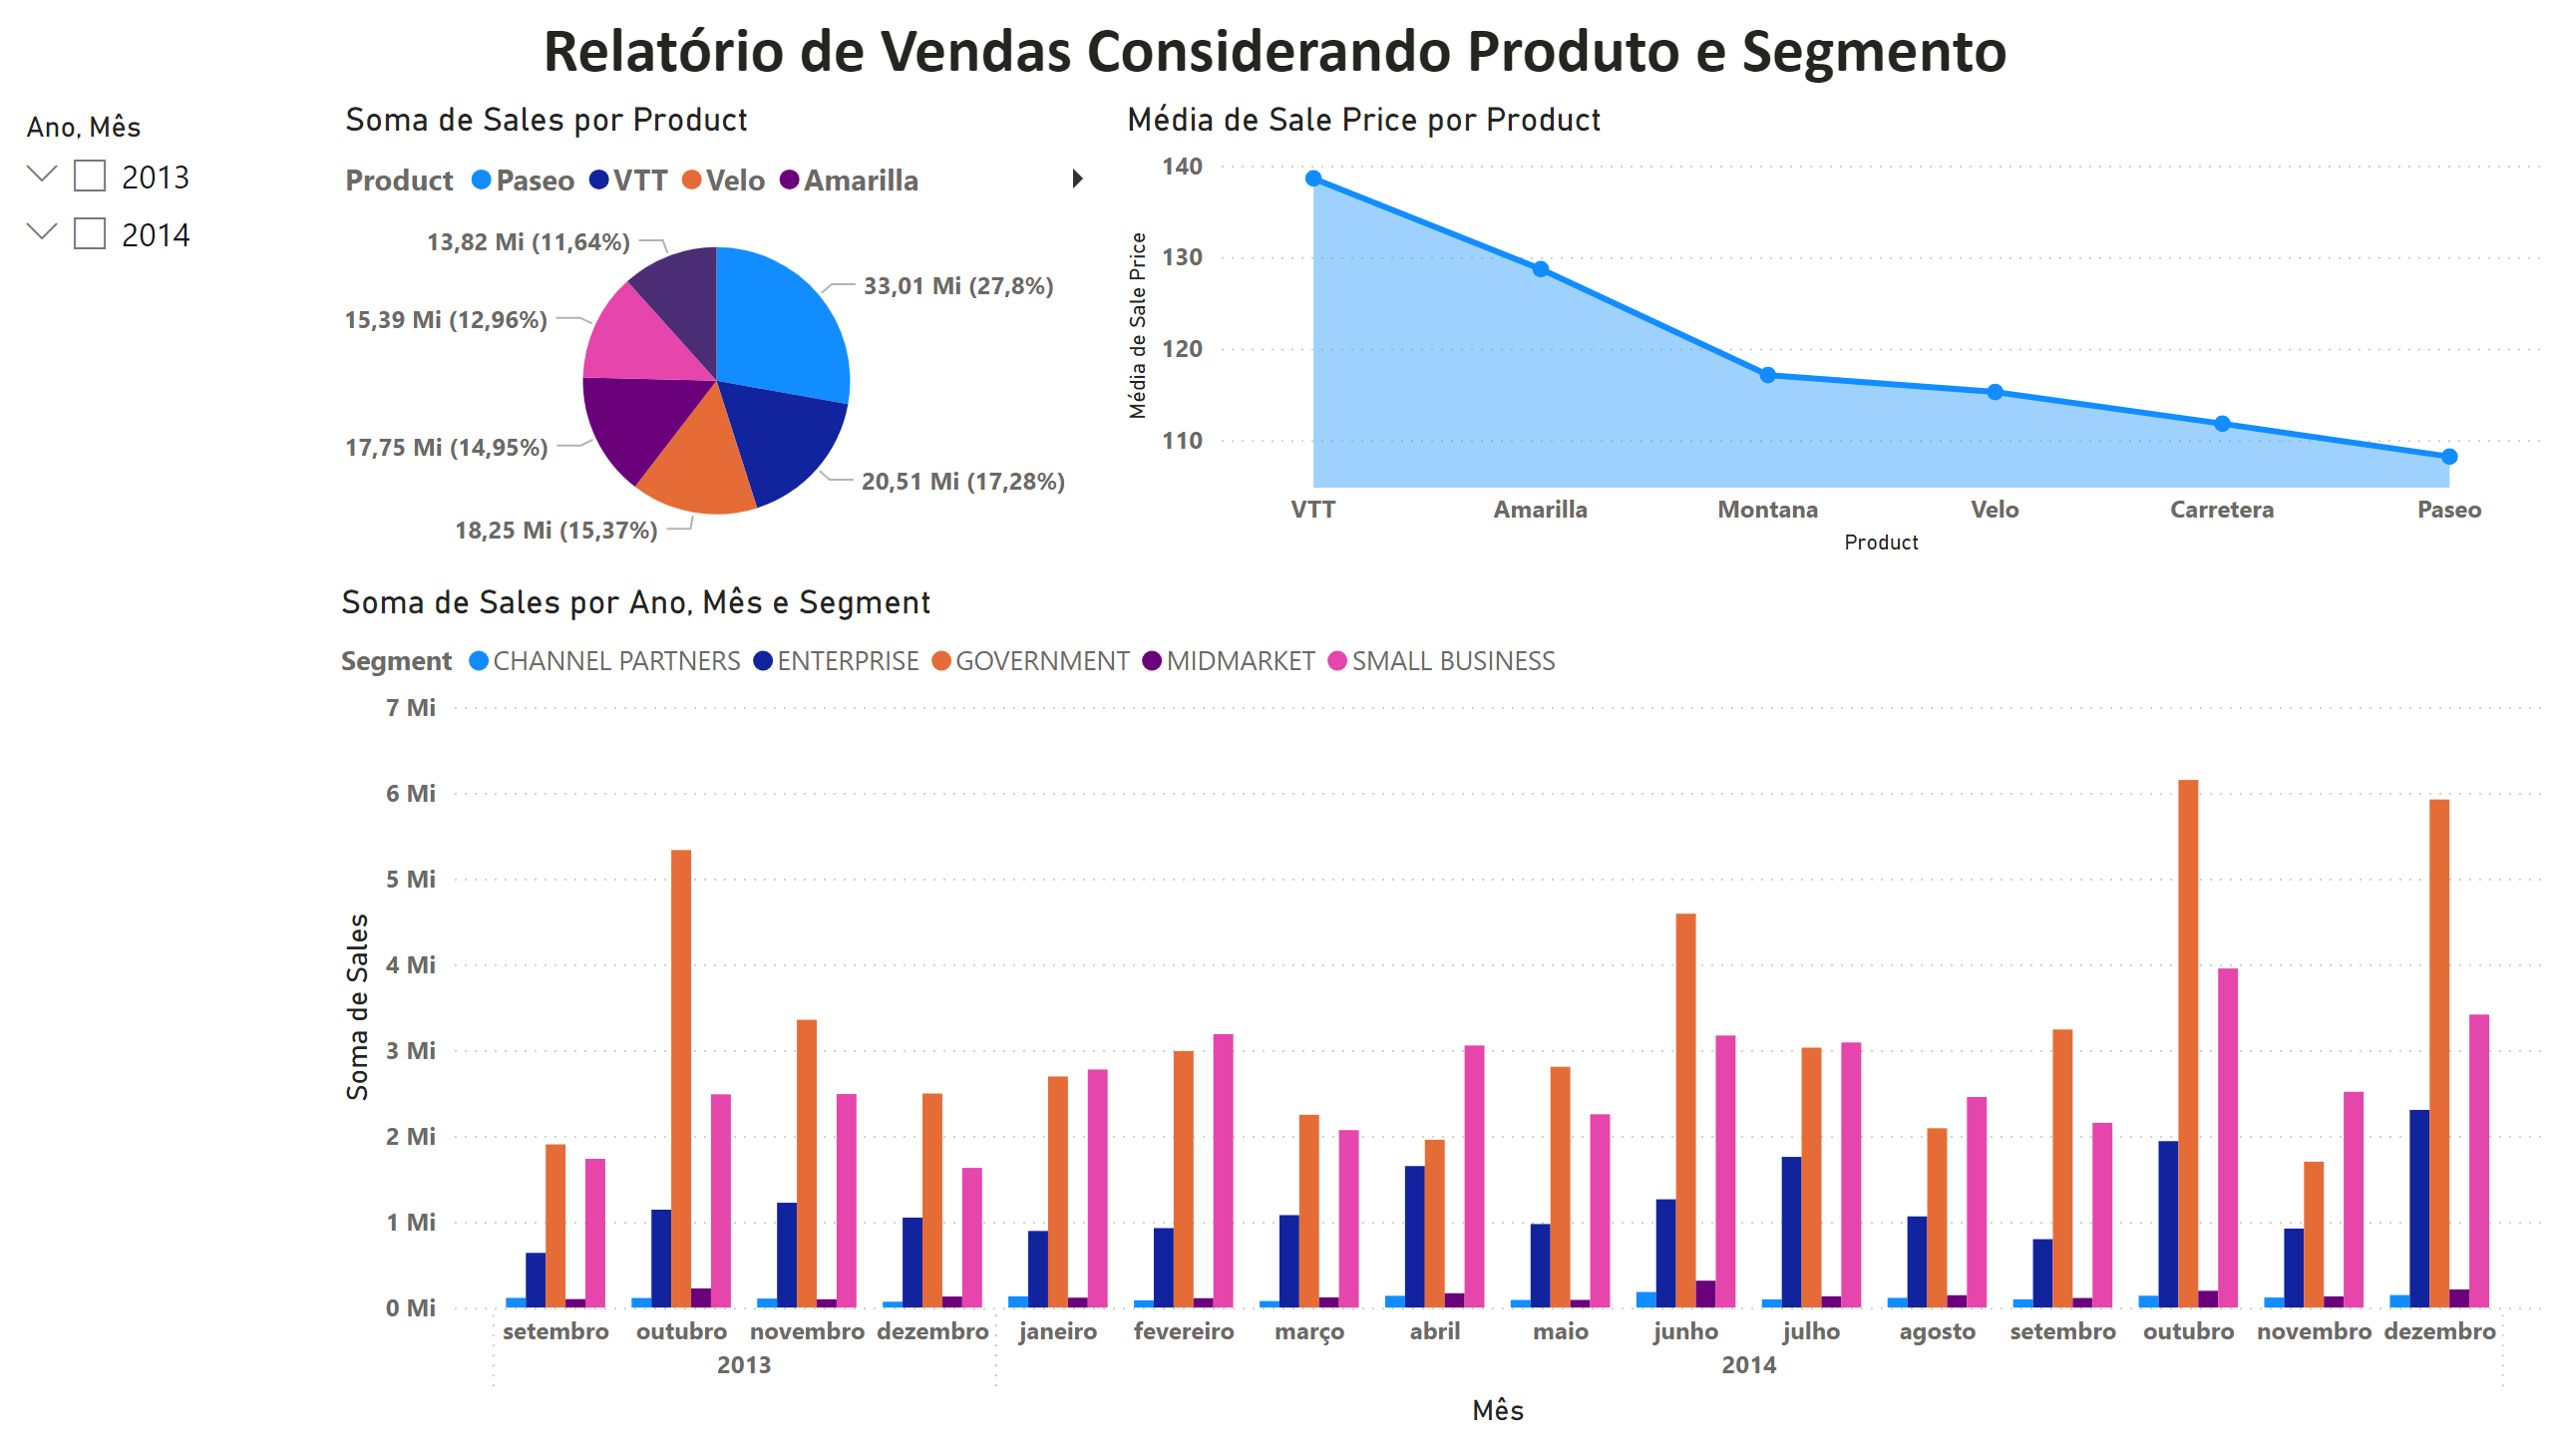 Relatório de Vendas Considerando Produto e Segmento
Ano, Mês
2013
2014
Soma de Sales por Product
Product Paseo VTT Velo Amarilla
13,82 Mi (11,64%)
33,01 Mi (27,8%)
15,39 Mi (12,96%)
17,75 Mi (14,95%)
20,51 Mi (17,28%)
18,25 Mi (15,37%)
Média de Sale Price por Product
Média de Sale Price
140
130
120
110
VTT Amarilla Montana Velo Carretera Paseo
Product
Soma de Sales por Ano, Mês e Segment
Segment CHANNEL PARTNERS ENTERPRISE GOVERNMENT MIDMARKET SMALL BUSINESS
Soma de Sales
7 Mi
6 Mi
5 Mi
4 Mi
3 Mi
2 Mi
1 Mi
0 Mi
setembro outubro novembro dezembro janeiro fevereiro março abril maio junho julho agosto setembro outubro novembro dezembro
2013 2014
Mês